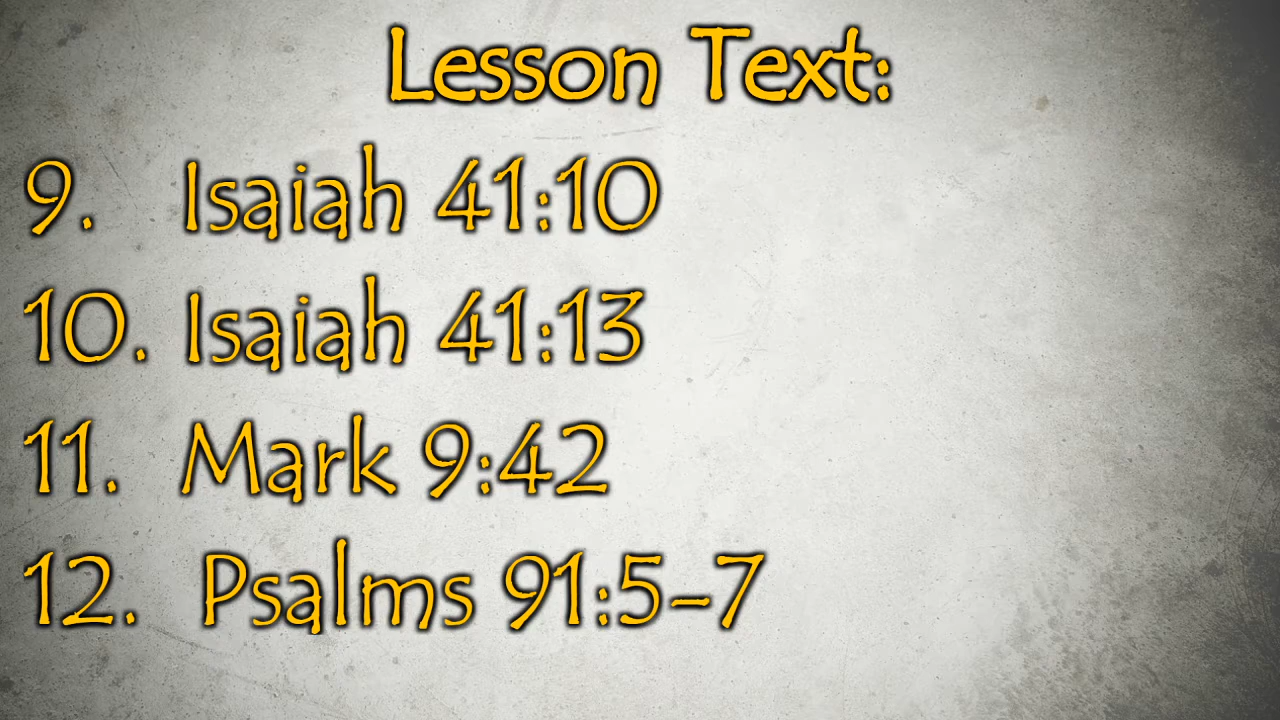 Lesson Text:
9. Isaiah 41:10
10. Isaiah 41:13
11. Mark 9:42
12. Psalms 91:5-7